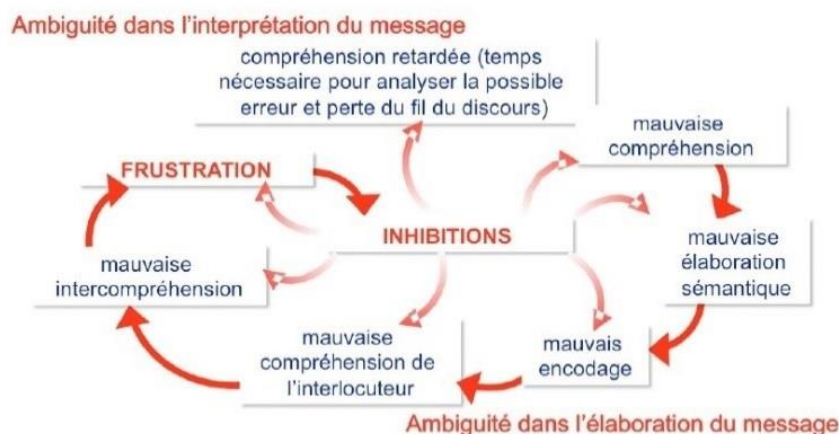 Ambiguité dans l'interprétation du message
compréhension retardée (temps
nécessaire pour analyser la possible
erreur et perte du fil du discours)
mauvaise
compréhension
FRUSTRATION
INHIBITIONS
mauvaise
élaboration
sémantique
mauvaise
intercompréhension
mauvaise
compréhension de
l'interlocuteur
mauvais
encodage
Ambiguité dans l'élaboration du message